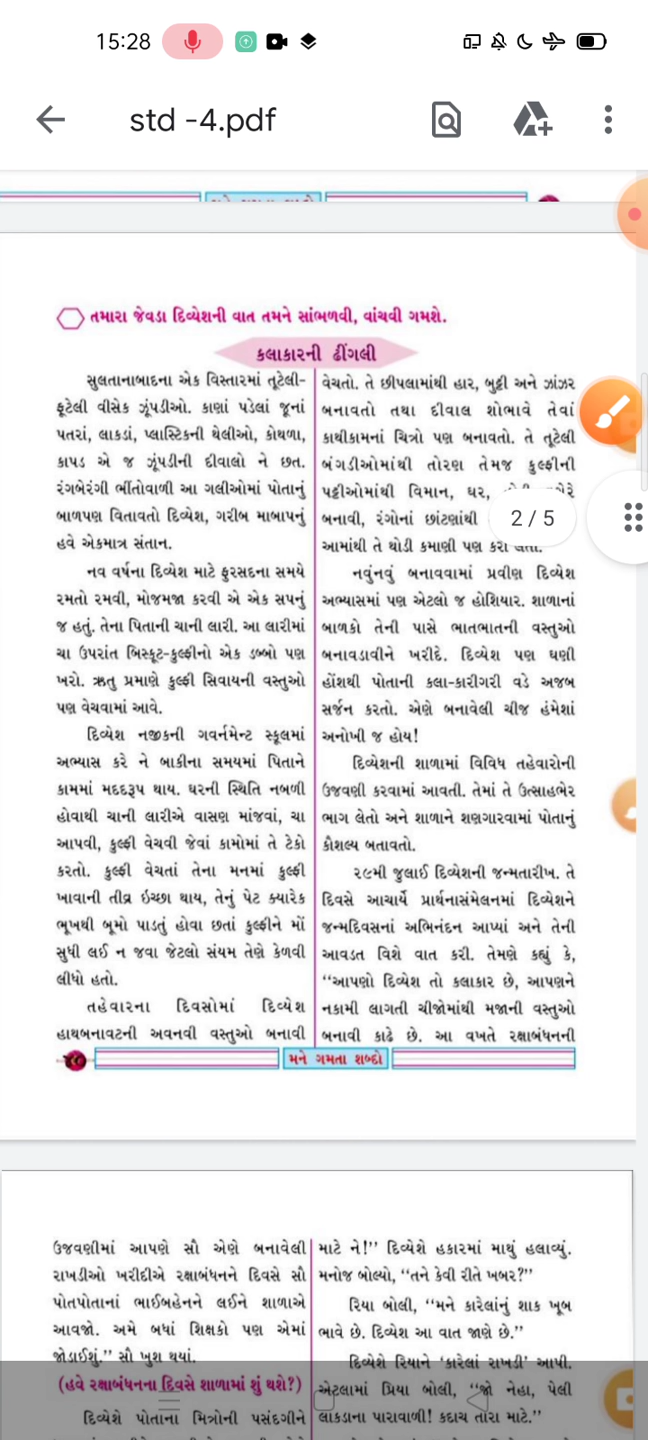 15:28
std -4.pdf
તમારા જેવડા દિવ્યેશની વાત તમને સાંભળવી, વાંચવી ગમશે.
કલાકારની ઢીંગલી
સુલતાનાબાદના એક વિસ્તારમાં તૂટેલી-
ફૂટેલી વીસેક ઝૂંપડીઓ. કાણાં પડેલાં જૂનાં
પતરાં, લાકડાં, પ્લાસ્ટિકની થેલીઓ, કોથળા,
કાપડ એ જ ઝૂંપડીની દીવાલો ને છત.
રંગબેરંગી ભીંતોવાળી આ ગલીઓમાં પોતાનું
બાળપણ વિતાવતો દિવ્યેશ, ગરીબ માબાપનું
હવે એકમાત્ર સંતાન.
નવ વર્ષના દિવ્યેશ માટે ફુરસદના સમયે
રમતો રમવી, મોજમજા કરવી એ એક સપનું
જ હતું. તેના પિતાની ચાની લારી. આ લારીમાં
ચા ઉપરાંત બિસ્કૂટ-કુલ્ફીનો એક ડબ્બો પણ
ખરો. ઋતુ પ્રમાણે કુલ્ફી સિવાયની વસ્તુઓ
પણ વેચવામાં આવે.
દિવ્યેશ નજીકની ગવર્નમેન્ટ સ્કૂલમાં
અભ્યાસ કરે ને બાકીના સમયમાં પિતાને
કામમાં મદદરૂપ થાય. ઘરની સ્થિતિ નબળી
હોવાથી ચાની લારીએ વાસણ માંજવાં, ચા
આપવી, કુલ્ફી વેચવી જેવાં કામોમાં તે ટેકો
કરતો. કુલ્ફી વેચતાં તેના મનમાં કુલ્ફી
ખાવાની તીવ્ર ઇચ્છા થાય, તેનું પેટ ક્યારેક
ભૂખથી બૂમો પાડતું હોવા છતાં કુલ્ફીને મોં
સુધી લઈ ન જવા જેટલો સંયમ તેણે કેળવી
લીધો હતો.
તહેવારના દિવસોમાં દિવ્યેશ
હાથબનાવટની અવનવી વસ્તુઓ બનાવી
વેચતો. તે છીપલામાંથી હાર, બુટ્ટી અને ઝાંઝર
બનાવતો તથા દીવાલ શોભાવે તેવાં
કાથીકામનાં ચિત્રો પણ બનાવતો. તે તૂટેલી
બંગડીઓમાંથી તોરણ તેમજ કુલ્ફીની
પટ્ટીઓમાંથી વિમાન, ઘર,
બનાવી, રંગોનાં છાંટણાંથી
આમાંથી તે થોડી કમાણી પણ
2 / 5
નવુંનવું બનાવવામાં પ્રવીણ દિવ્યેશ
અભ્યાસમાં પણ એટલો જ હોશિયાર. શાળાનાં
બાળકો તેની પાસે ભાતભાતની વસ્તુઓ
બનાવડાવીને ખરીદે. દિવ્યેશ પણ ઘણી
હોંશથી પોતાની કલા-કારીગરી વડે અજબ
સર્જન કરતો. એણે બનાવેલી ચીજ હંમેશાં
અનોખી જ હોય!
દિવ્યેશની શાળામાં વિવિધ તહેવારોની
ઉજવણી કરવામાં આવતી. તેમાં તે ઉત્સાહભેર
ભાગ લેતો અને શાળાને શણગારવામાં પોતાનું
કૌશલ્ય બતાવતો.
૨૯મી જુલાઈ દિવ્યેશની જન્મતારીખ. તે
દિવસે આચાર્યે પ્રાર્થનાસંમેલનમાં દિવ્યેશને
જન્મદિવસનાં અભિનંદન આપ્યાં અને તેની
આવડત વિશે વાત કરી. તેમણે કહ્યું કે,
“આપણો દિવ્યેશ તો કલાકાર છે, આપણને
નકામી લાગતી ચીજોમાંથી મજાની વસ્તુઓ
બનાવી કાઢે છે. આ વખતે રક્ષાબંધનની
મને ગમતા શબ્દો
ઉજવણીમાં આપણે સૌ એણે બનાવેલી
રાખડીઓ ખરીદીએ રક્ષાબંધનને દિવસે સૌ
પોતપોતાનાં ભાઈબહેનને લઈને શાળાએ
આવજો. અમે બધાં શિક્ષકો પણ એમાં
જોડાઈશું.” સૌ ખુશ થયાં.
(હવે રક્ષાબંધનના દિવસે શાળામાં શું થશે?)
દિવ્યેશે પોતાના મિત્રોની પસંદગીને
માટે ને!” દિવ્યેશે હકારમાં માથું હલાવ્યું.
મનોજ બોલ્યો, “તને કેવી રીતે ખબર?”
રિયા બોલી, “મને કારેલાંનું શાક ખૂબ
ભાવે છે. દિવ્યેશ આ વાત જાણે છે.”
દિવ્યેશે રિયાને ‘કારેલાં રાખડી’ આપી.
એટલામાં પ્રિયા બોલી, “જો નેહા, પેલી
લાકડાના પારાવાળી! કદાચ તારા માટે.”